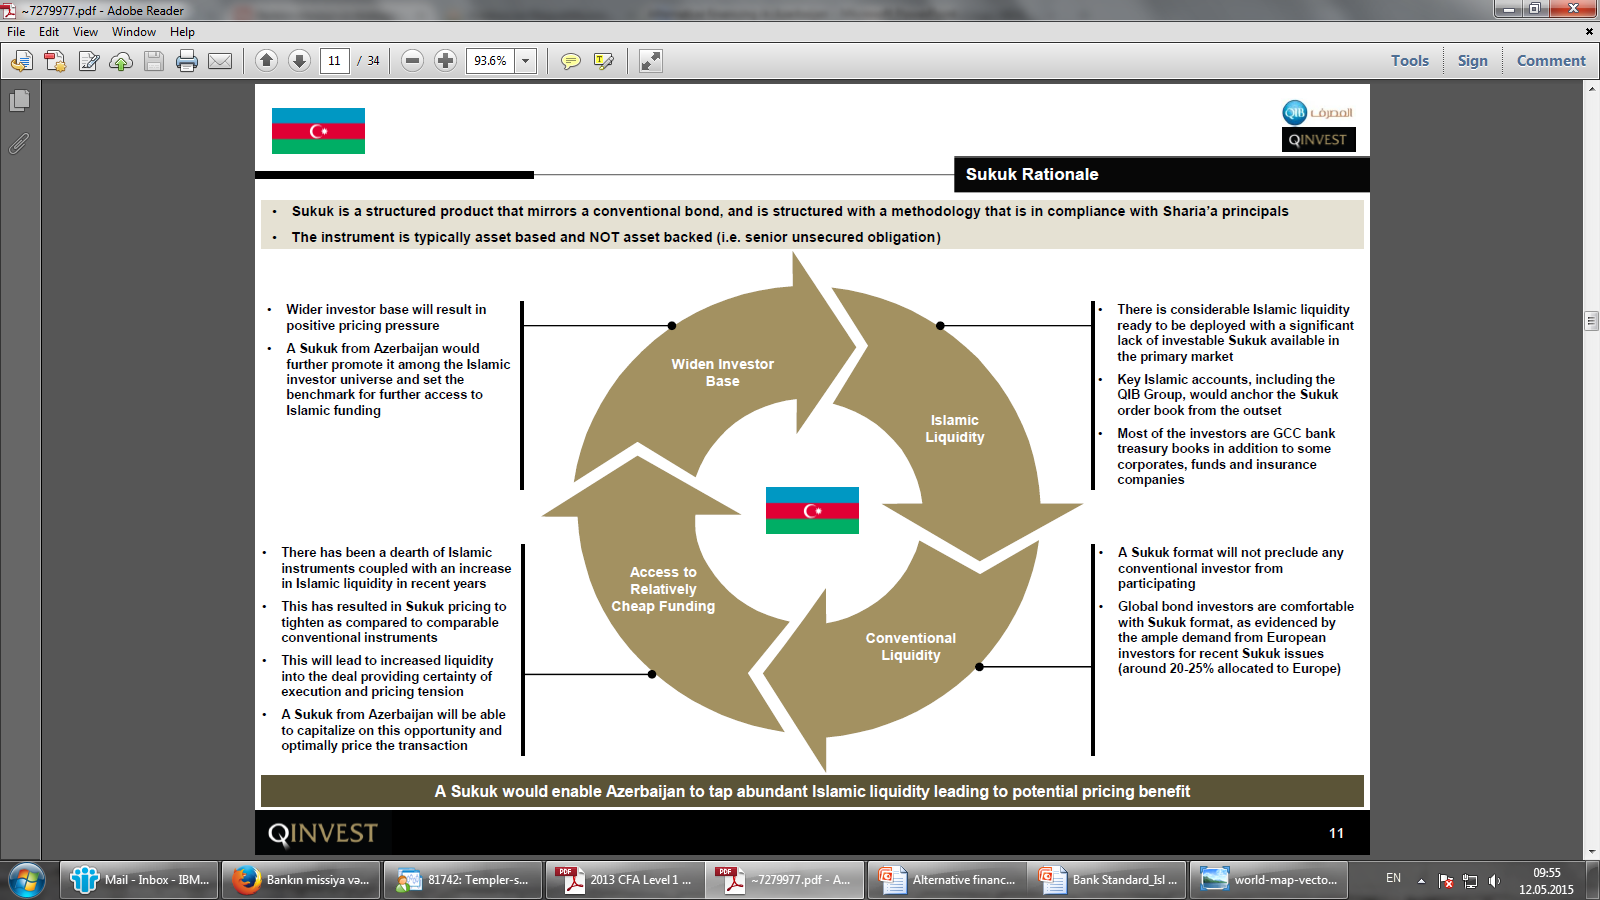 ~7279977.pdf - Adobe Reader
File Edit View Window Help
11 / 34 93.6% Tools Sign Comment
QIB المصرف
QINVEST
Sukuk Rationale
• Sukuk is a structured product that mirrors a conventional bond, and is structured with a methodology that is in compliance with Sharia’a principals
• The instrument is typically asset based and NOT asset backed (i.e. senior unsecured obligation)
• Wider investor base will result in
positive pricing pressure
• A Sukuk from Azerbaijan would
further promote it among the Islamic
investor universe and set the
benchmark for further access to
Islamic funding
Widen Investor
Base
Islamic
Liquidity
• There is considerable Islamic liquidity
ready to be deployed with a significant
lack of investable Sukuk available in
the primary market
• Key Islamic accounts, including the
QIB Group, would anchor the Sukuk
order book from the outset
• Most of the investors are GCC bank
treasury books in addition to some
corporates, funds and insurance
companies
• There has been a dearth of Islamic
instruments coupled with an increase
in Islamic liquidity in recent years
• This has resulted in Sukuk pricing to
tighten as compared to comparable
conventional instruments
• This will lead to increased liquidity
into the deal providing certainty of
execution and pricing tension
• A Sukuk from Azerbaijan will be able
to capitalize on this opportunity and
optimally price the transaction
Access to
Relatively
Cheap Funding
Conventional
Liquidity
• A Sukuk format will not preclude any
conventional investor from
participating
• Global bond investors are comfortable
with Sukuk format, as evidenced by
the ample demand from European
investors for recent Sukuk issues
(around 20-25% allocated to Europe)
A Sukuk would enable Azerbaijan to tap abundant Islamic liquidity leading to potential pricing benefit
QINVEST
11
Mail - Inbox - IBM... Bankın missiya və... 81742: Templer-s... 2013 CFA Level 1 ... ~7279977.pdf - A... Alternative financ... Bank Standard_Isl ... world-map-vecto... EN 09:55
12.05.2015